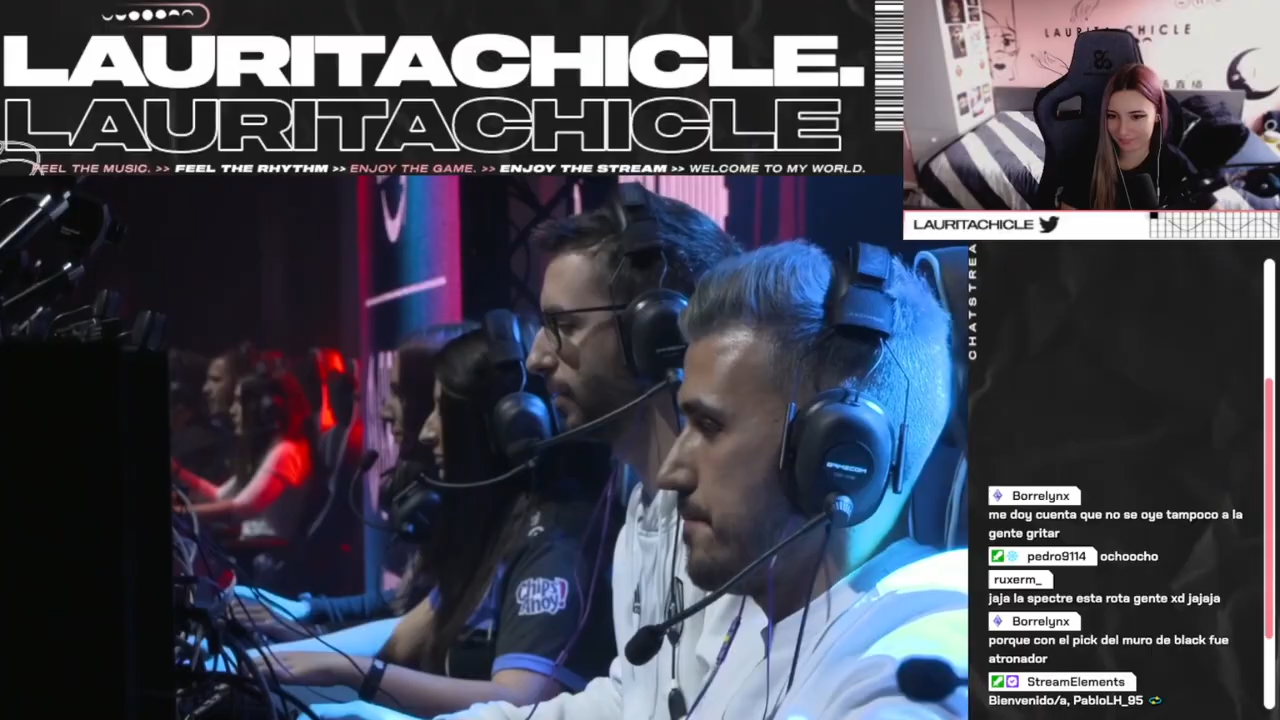 LAURITACHICLE.
LAURITACHICLE
FEEL THE MUSIC. >> FEEL THE RHYTHM >> ENJOY THE GAME. >> ENJOY THE STREAM >> WELCOME TO MY WORLD.
LAURITACHICLE
LAURITACHICLE
CHATSTREA
GAMECOM
Chips Ahoy!
Borrelynx
me doy cuenta que no se oye tampoco a la
gente gritar
pedro9114 ochoocho
ruxerm_
jaja la spectre esta rota gente xd jajaja
Borrelynx
porque con el pick del muro de black fue
atronador
StreamElements
Bienvenido/a, PabloLH_95